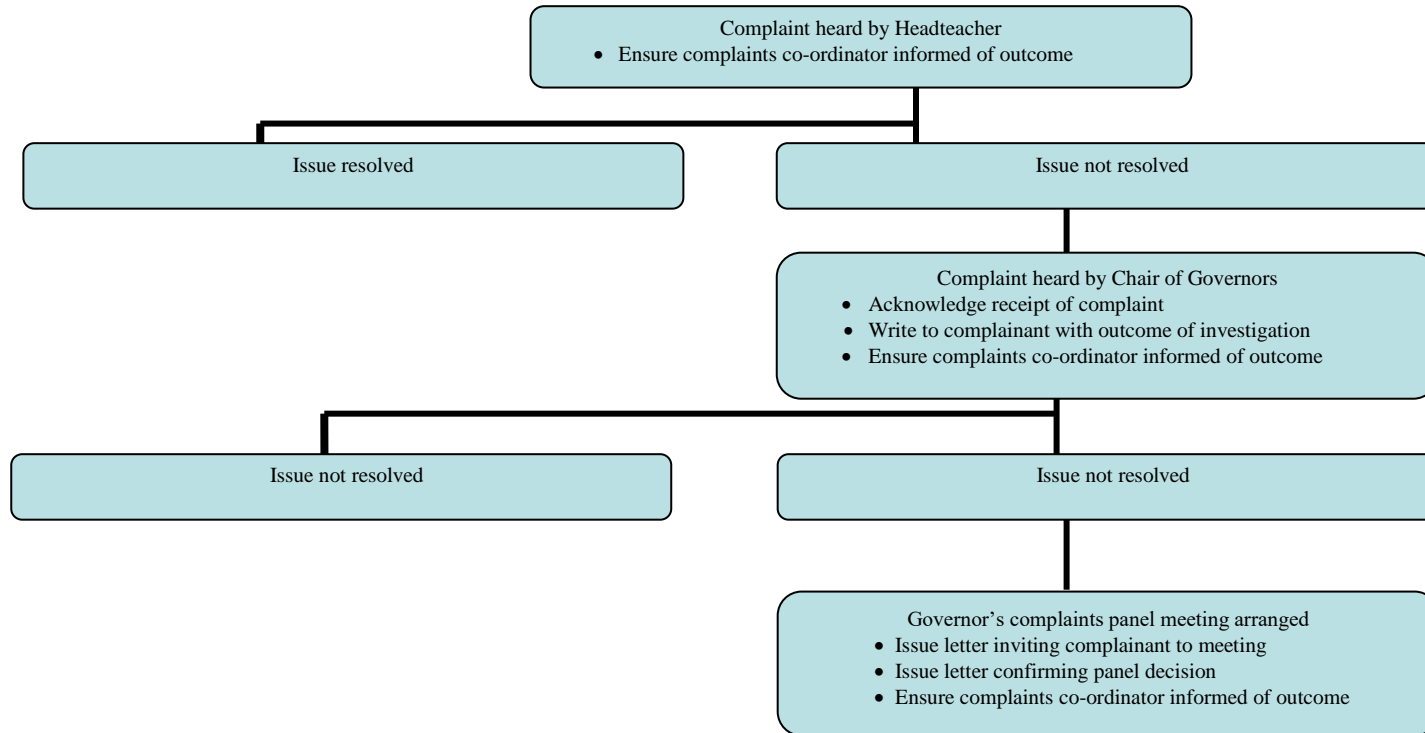 Complaint heard by Headteacher
• Ensure complaints co-ordinator informed of outcome
Issue resolved
Issue not resolved
Complaint heard by Chair of Governors
• Acknowledge receipt of complaint
• Write to complainant with outcome of investigation
• Ensure complaints co-ordinator informed of outcome
Issue not resolved
Issue not resolved
Governor’s complaints panel meeting arranged
• Issue letter inviting complainant to meeting
• Issue letter confirming panel decision
• Ensure complaints co-ordinator informed of outcome